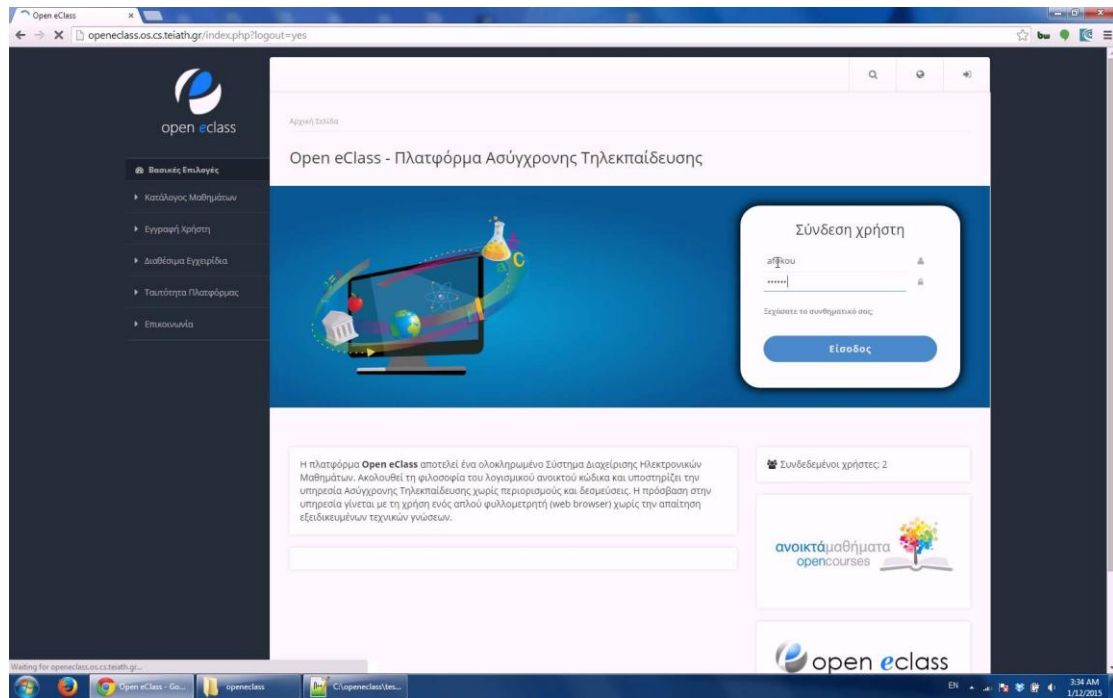 Open eClass
openeclass.os.cs.teiath.gr/index.php?logout=yes
open eclass
Βασικές Επιλογές
Κατάλογος Μαθημάτων
Εγγραφή Χρήστη
Διαθέσιμα Εγχειρίδια
Ταυτότητα Πλατφόρμας
Επικοινωνία
Αρχική Σελίδα
Open eClass - Πλατφόρμα Ασύγχρονης Τηλεκπαίδευσης
Σύνδεση χρήστη
Ξεχάσατε το συνθηματικό σας;
Είσοδος
Η πλατφόρμα Open eClass αποτελεί ένα ολοκληρωμένο Σύστημα Διαχείρισης Ηλεκτρονικών
Μαθημάτων. Ακολουθεί τη φιλοσοφία του λογισμικού ανοικτού κώδικα και υποστηρίζει την
υπηρεσία Ασύγχρονης Τηλεκπαίδευσης χωρίς περιορισμούς και δεσμεύσεις. Η πρόσβαση στην
υπηρεσία γίνεται με τη χρήση ενός απλού φυλλομετρητή (web browser) χωρίς την απαίτηση
εξειδικευμένων τεχνικών γνώσεων.
Συνδεδεμένοι χρήστες: 2
ανοικτάμαθήματα
opencourses
open eclass
Waiting for openeclass.os.cs.teiath.gr...
Open eClass - Go...
openeclass
C:\openeclass\tes...
EN
3:34 AM
1/12/2015